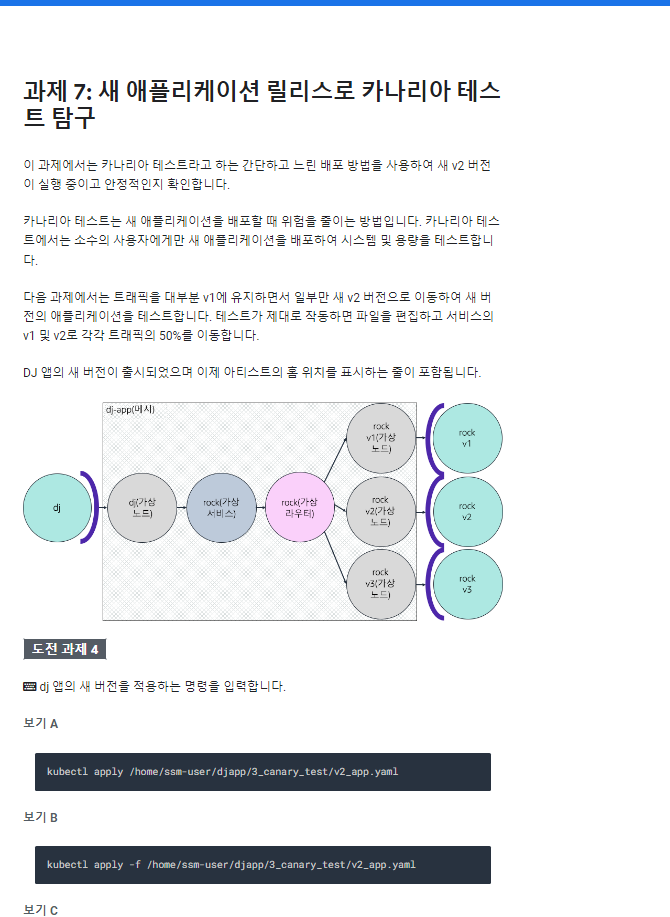 과제 7: 새 애플리케이션 릴리스로 카나리아 테스
트 탐구
이 과제에서는 카나리아 테스트라고 하는 간단하고 느린 배포 방법을 사용하여 새 v2 버전
이 실행 중이고 안정적인지 확인합니다.
카나리아 테스트는 새 애플리케이션을 배포할 때 위험을 줄이는 방법입니다. 카나리아 테스
트에서는 소수의 사용자에게만 새 애플리케이션을 배포하여 시스템 및 용량을 테스트합니
다.
다음 과제에서는 트래픽을 대부분 v1에 유지하면서 일부만 새 v2 버전으로 이동하여 새 버
전의 애플리케이션을 테스트합니다. 테스트가 제대로 작동하면 파일을 편집하고 서비스의
v1 및 v2로 각각 트래픽의 50%를 이동합니다.
DJ 앱의 새 버전이 출시되었으며 이제 아티스트의 홈 위치를 표시하는 줄이 포함됩니다.
dj-app(메시)
dj
dj(가상
노드)
rock(가상
서비스)
rock(가상
라우터)
rock
v1(가상
노드)
rock
v1
rock
v2(가상
노드)
rock
v2
rock
v3(가상
노드)
rock
v3
도전 과제 4
dj 앱의 새 버전을 적용하는 명령을 입력합니다.
보기 A
kubectl apply /home/ssm-user/djapp/3_canary_test/v2_app.yaml
보기 B
kubectl apply -f /home/ssm-user/djapp/3_canary_test/v2_app.yaml
보기 C